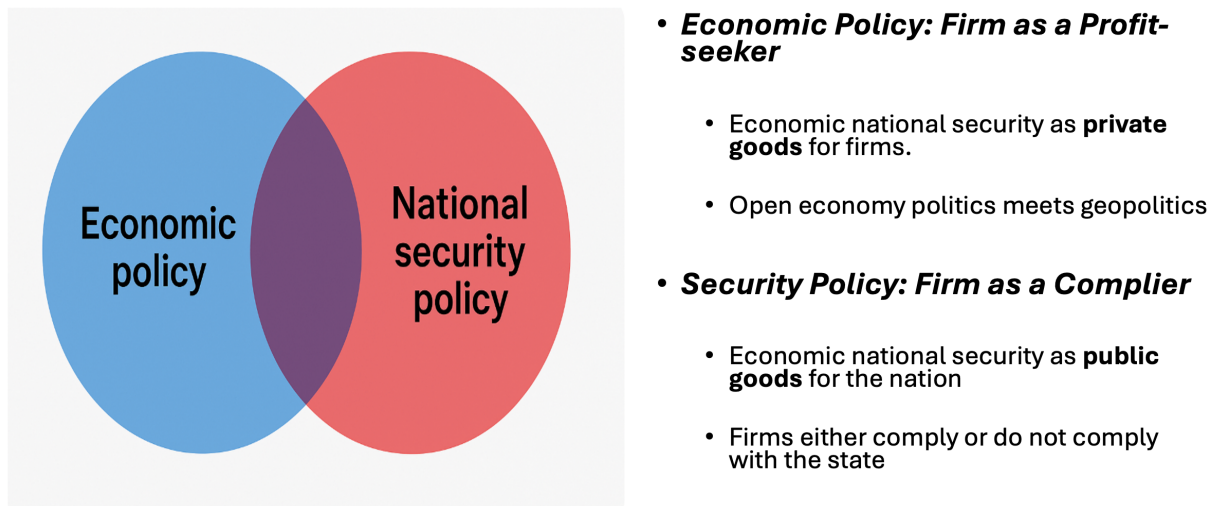 Economic
policy
National
security
policy
• Economic Policy: Firm as a Profit-
seeker
• Economic national security as private
goods for firms.
• Open economy politics meets geopolitics
• Security Policy: Firm as a Complier
• Economic national security as public
goods for the nation
• Firms either comply or do not comply
with the state